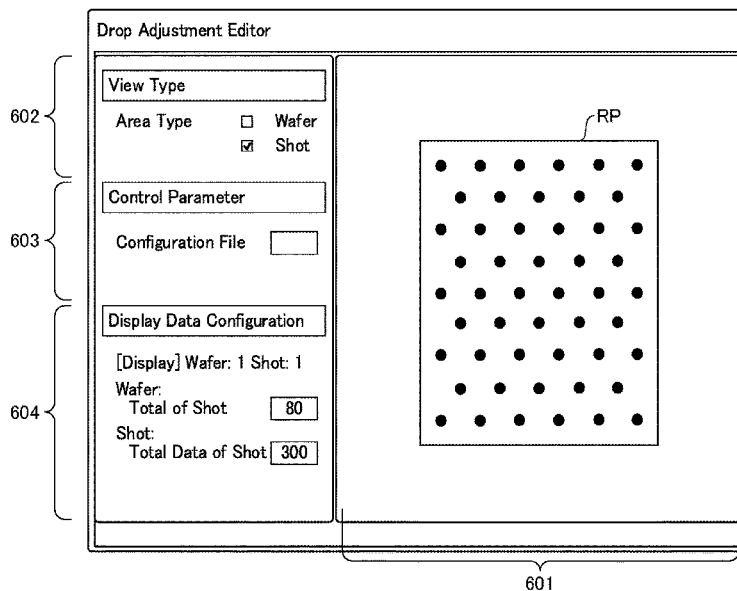 Drop Adjustment Editor
602
View Type
Area Type
Wafer
Shot
603
Control Parameter
Configuration File
604
Display Data Configuration
[Display] Wafer: 1 Shot: 1
Wafer:
Total of Shot 80
Shot:
Total Data of Shot 300
RP
601